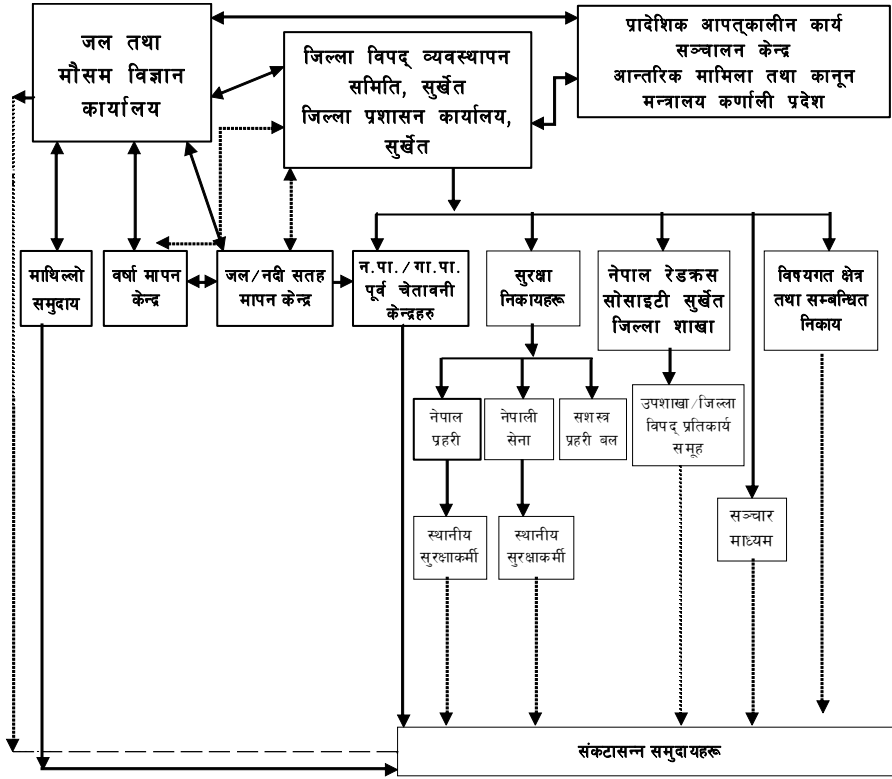 जल तथा
मौसम विज्ञान
कार्यालय
जिल्ला विपद् व्यवस्थापन
समिति, सुर्खेत
जिल्ला प्रशासन कार्यालय,
सुर्खेत
प्रादेशिक आपत्कालीन कार्य
सञ्चालन केन्द्र
आन्तरिक मामिला तथा कानून
मन्त्रालय कर्णाली प्रदेश
माथिल्लो
समुदाय
वर्षा मापन
केन्द्र
जल/नदी सतह
मापन केन्द्र
न.पा./गा.पा.
पूर्व चेतावनी
केन्द्रहरु
सुरक्षा
निकायहरू
नेपाल रेडक्रस
सोसाइटी सुर्खेत
जिल्ला शाखा
विषयगत क्षेत्र
तथा सम्बन्धित
निकाय
नेपाल
प्रहरी
नेपाली
सेना
सशस्त्र
प्रहरी बल
उपशाखा/जिल्ला
विपद् प्रतिकार्य
समूह
स्थानीय
सुरक्षाकर्मी
स्थानीय
सुरक्षाकर्मी
सञ्चार
माध्यम
संकटासन्न समुदायहरू